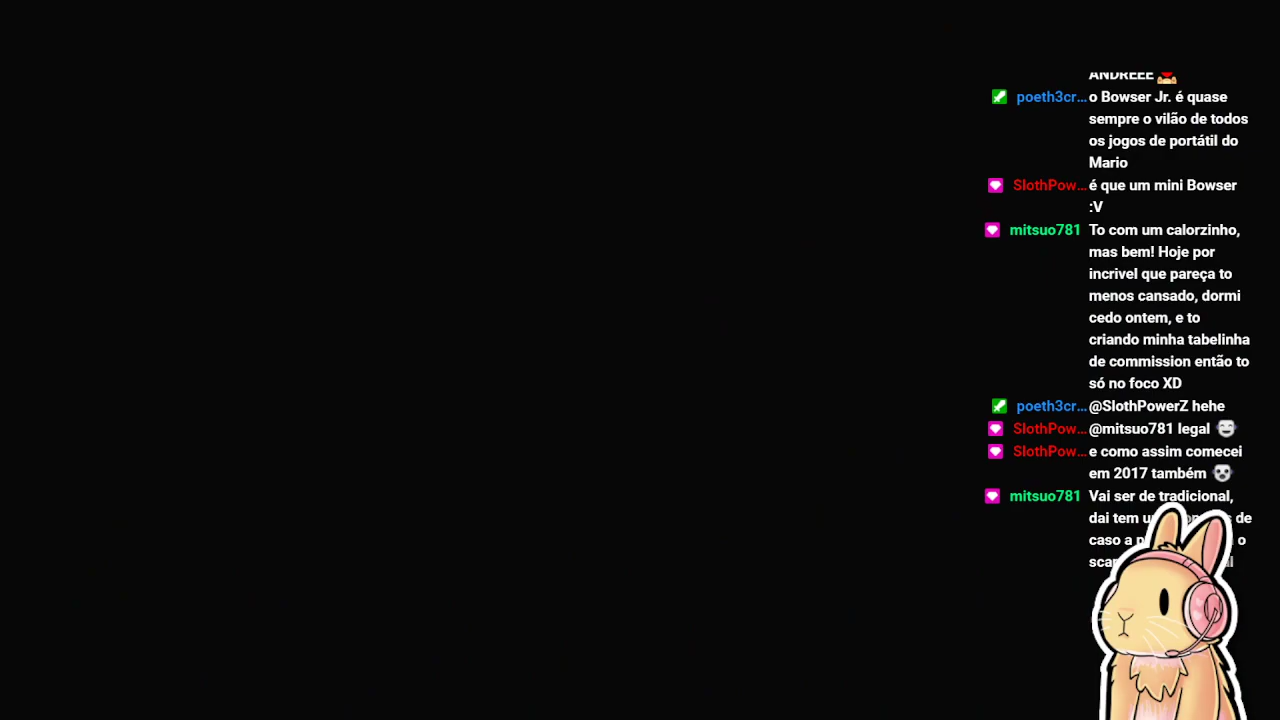 ANDREEE
poeth3cr... o Bowser Jr. é quase
sempre o vilão de todos
os jogos de portátil do
Mario
SlothPow... é que um mini Bowser
:V
mitsuo781 To com um calorzinho,
mas bem! Hoje por
incrivel que pareça to
menos cansado, dormi
cedo ontem, e to
criando minha tabelinha
de commission então to
só no foco XD
poeth3cr... @SlothPowerZ hehe
SlothPow... @mitsuo781 legal
SlothPow... e como assim comecei
em 2017 também
mitsuo781 Vai ser de tradicional,
dai tem de
caso a o